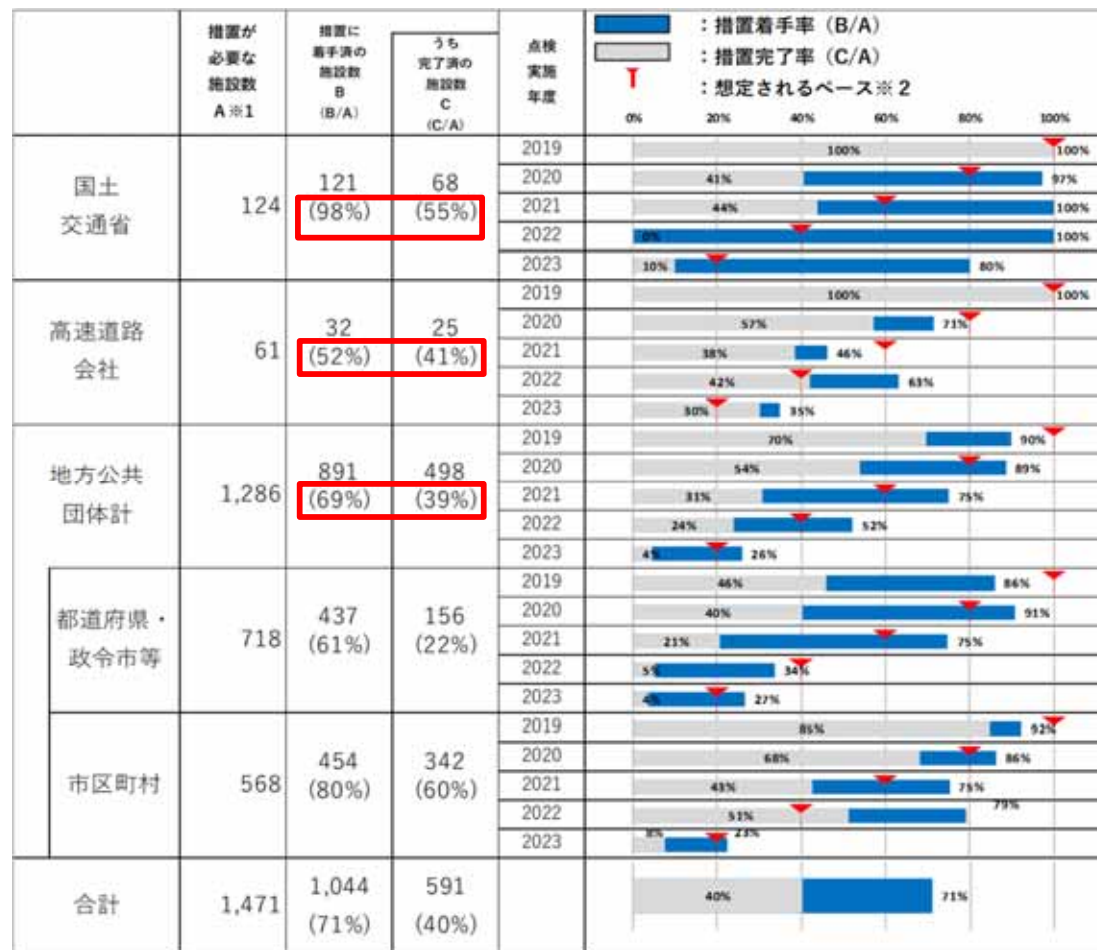 措置が
必要な
施設数
A※1
措置に
着手済の
施設数
B
(B/A)
うち
完了済の
施設数
C
(C/A)
点検
実施
年度
：措置着手率（B/A）
：措置完了率（C/A）
：想定されるペース※2
0% 20% 40% 60% 80% 100%
国土
交通省
124
121
(98%)
68
(55%)
2019 100% 100%
2020 41% 97%
2021 44% 100%
2022 0% 100%
2023 10% 80%
高速道路
会社
61
32
(52%)
25
(41%)
2019 100% 100%
2020 57% 71%
2021 38% 46%
2022 42% 63%
2023 30% 35%
地方公共
団体計
1,286
891
(69%)
498
(39%)
2019 70% 90%
2020 54% 89%
2021 31% 75%
2022 24% 52%
2023 4% 26%
都道府県・
政令市等
718
437
(61%)
156
(22%)
2019 46% 86%
2020 40% 91%
2021 21% 75%
2022 5% 34%
2023 4% 27%
市区町村
568
454
(80%)
342
(60%)
2019 85% 92%
2020 68% 86%
2021 43% 75%
2022 51% 79%
2023 8% 23%
合計
1,471
1,044
(71%)
591
(40%)
40% 71%